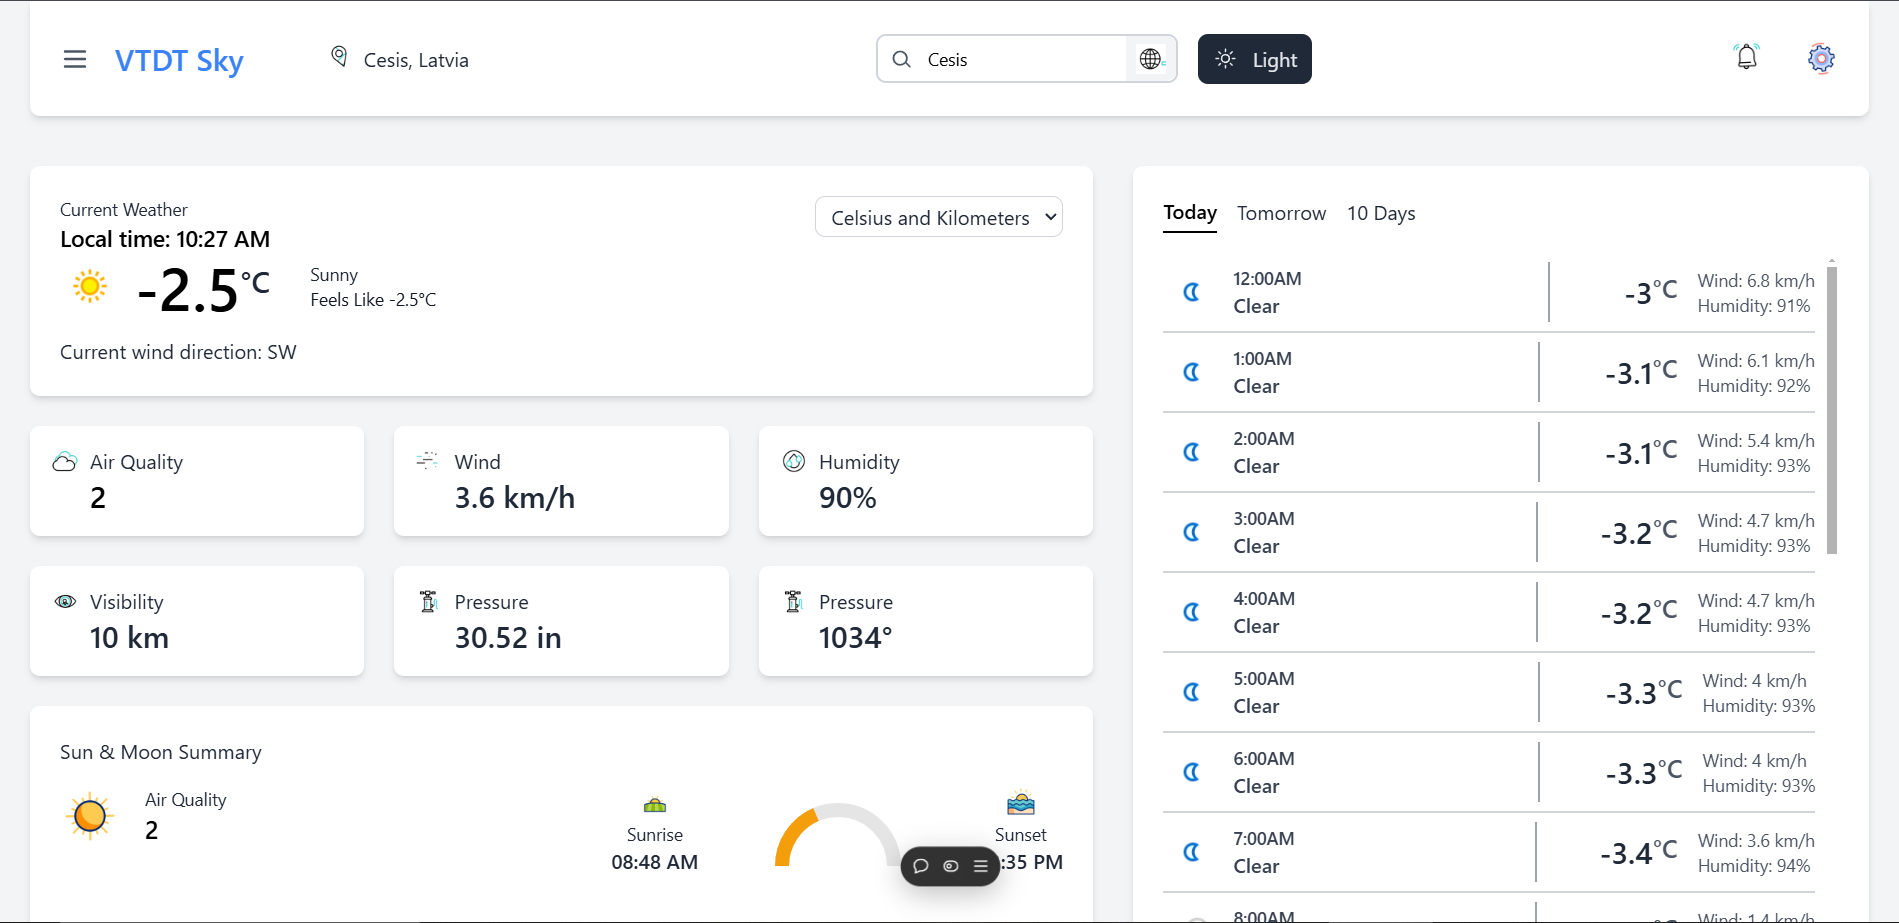 VTDT Sky
Cesis, Latvia
Cesis
Light
Current Weather
Local time: 10:27 AM
-2.5°C
Sunny
Feels Like -2.5°C
Current wind direction: SW
Celsius and Kilometers
Air Quality
2
Wind
3.6 km/h
Humidity
90%
Visibility
10 km
Pressure
30.52 in
Pressure
1034°
Sun & Moon Summary
Air Quality
2
Sunrise
08:48 AM
Sunset
:35 PM
Today Tomorrow 10 Days
12:00AM
Clear
-3°C
Wind: 6.8 km/h
Humidity: 91%
1:00AM
Clear
-3.1°C
Wind: 6.1 km/h
Humidity: 92%
2:00AM
Clear
-3.1°C
Wind: 5.4 km/h
Humidity: 93%
3:00AM
Clear
-3.2°C
Wind: 4.7 km/h
Humidity: 93%
4:00AM
Clear
-3.2°C
Wind: 4.7 km/h
Humidity: 93%
5:00AM
Clear
-3.3°C
Wind: 4 km/h
Humidity: 93%
6:00AM
Clear
-3.3°C
Wind: 4 km/h
Humidity: 93%
7:00AM
Clear
-3.4°C
Wind: 3.6 km/h
Humidity: 94%
8:00AM
Wind: 1.4 km/h